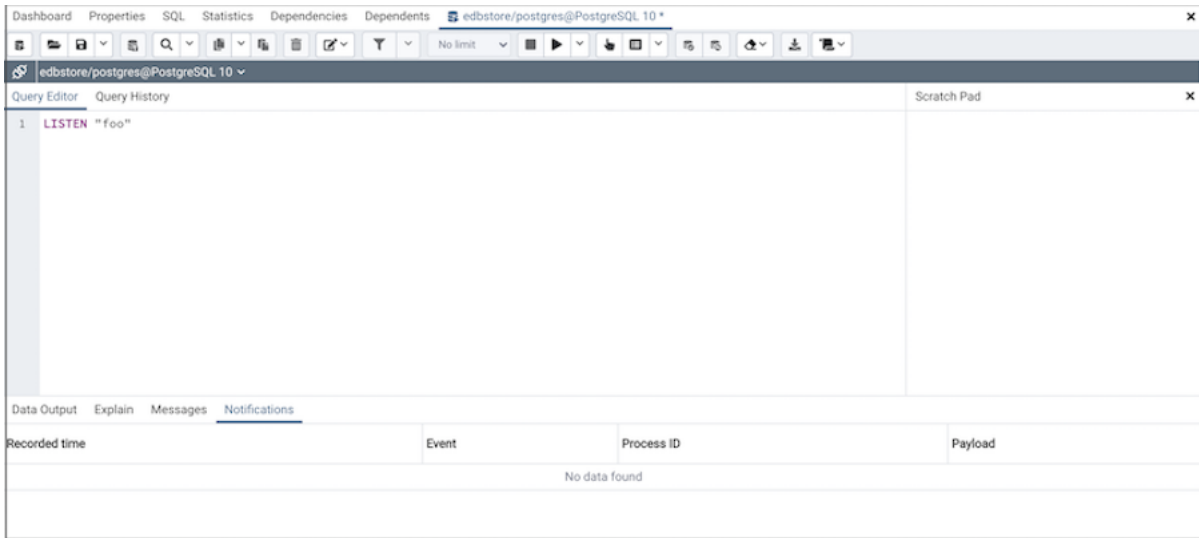 Dashboard Properties SQL Statistics Dependencies Dependents edbstore/postgres@PostgreSQL 10 *
No limit
edbstore/postgres@PostgreSQL 10
Query Editor Query History Scratch Pad
1 LISTEN "foo"
Data Output Explain Messages Notifications
Recorded time Event Process ID Payload
No data found